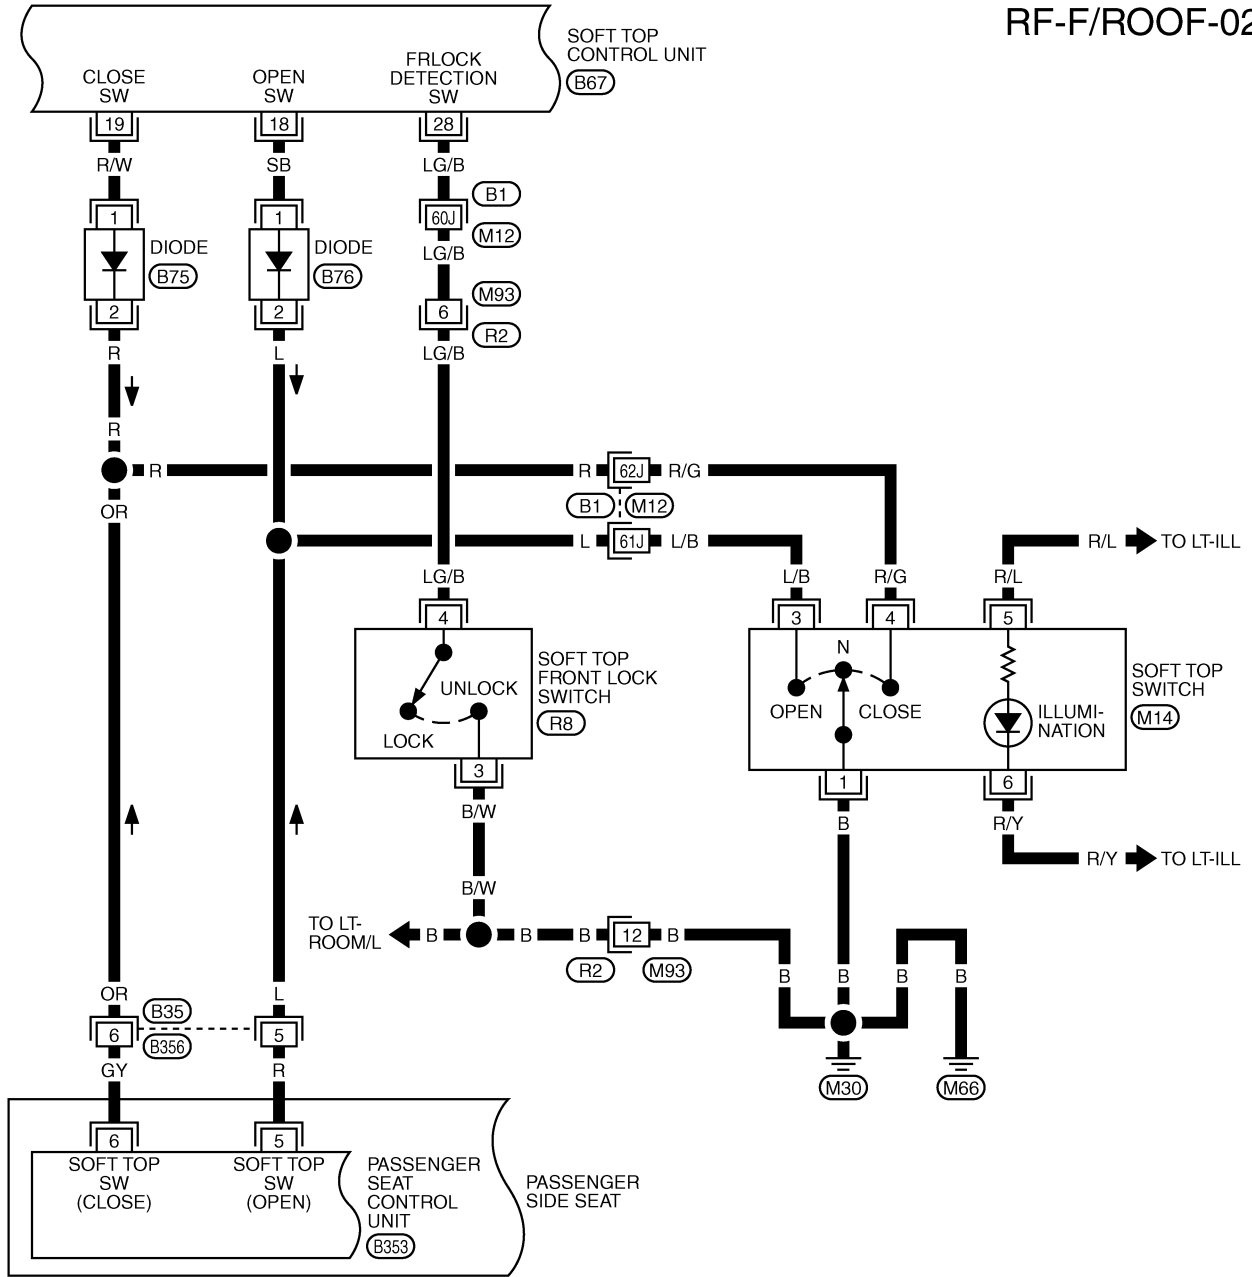 RF-F/ROOF-02
SOFT TOP
CONTROL UNIT
B67
CLOSE
SW
OPEN
SW
FRLOCK
DETECTION
SW
19
18
28
R/W
SB
LG/B
B1
1
1
60J
M12
DIODE
B75
DIODE
B76
LG/B
M93
2
2
6
R2
R
L
LG/B
R
R
R
62J
R/G
OR
B1
M12
L
61J
L/B
R/L
TO LT-ILL
LG/B
L/B
R/G
R/L
4
3
4
5
SOFT TOP
FRONT LOCK
SWITCH
R8
UNLOCK
LOCK
N
OPEN
CLOSE
ILLUMI-
NATION
SOFT TOP
SWITCH
M14
3
1
6
B/W
B
R/Y
R/Y
TO LT-ILL
B/W
TO LT-
ROOM/L
B
B
B
12
B
R2
M93
B
B
B
B
OR
L
B35
6
5
B356
GY
R
M30
M66
6
5
SOFT TOP
SW
(CLOSE)
SOFT TOP
SW
(OPEN)
PASSENGER
SEAT
CONTROL
UNIT
B353
PASSENGER
SIDE SEAT